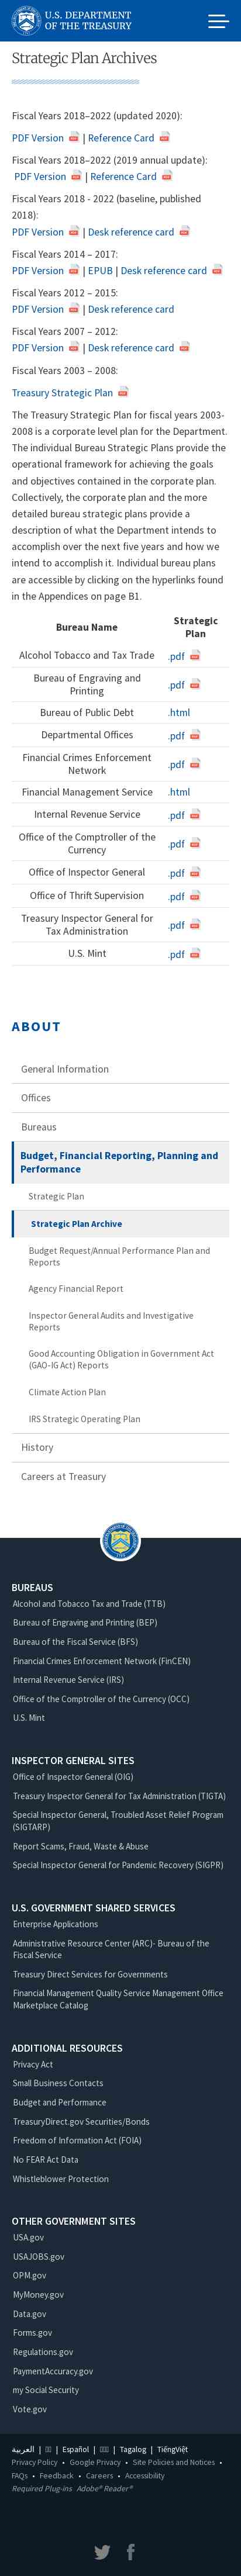 U.S. DEPARTMENT
OF THE TREASURY
Strategic Plan Archives
Fiscal Years 2018–2022 (updated 2020):
PDF Version | Reference Card
Fiscal Years 2018–2022 (2019 annual update):
PDF Version | Reference Card
Fiscal Years 2018 - 2022 (baseline, published
2018):
PDF Version | Desk reference card
Fiscal Years 2014 – 2017:
PDF Version | EPUB | Desk reference card
Fiscal Years 2012 – 2015:
PDF Version | Desk reference card
Fiscal Years 2007 – 2012:
PDF Version | Desk reference card
Fiscal Years 2003 – 2008:
Treasury Strategic Plan
The Treasury Strategic Plan for fiscal years 2003-
2008 is a corporate level plan for the Department.
The individual Bureau Strategic Plans provide the
operational framework for achieving the goals
and objectives contained in the corporate plan.
Collectively, the corporate plan and the more
detailed bureau strategic plans provide a
description of what the Department intends to
accomplish over the next five years and how we
intend to accomplish it. Individual bureau plans
are accessible by clicking on the hyperlinks found
in the Appendices on page B1.
Bureau Name Strategic
Plan
Alcohol Tobacco and Tax and Trade .pdf
Bureau of Engraving and
Printing .pdf
Bureau of Public Debt .html
Departmental Offices .pdf
Financial Crimes Enforcement
Network .pdf
Financial Management Service .html
Internal Revenue Service .pdf
Office of the Comptroller of the
Currency .pdf
Office of Inspector General .pdf
Office of Thrift Supervision .pdf
Treasury Inspector General for
Tax Administration .pdf
U.S. Mint .pdf
ABOUT
General Information
Offices
Bureaus
Budget, Financial Reporting, Planning and
Performance
Strategic Plan
Strategic Plan Archive
Budget Request/Annual Performance Plan and
Reports
Agency Financial Report
Inspector General Audits and Investigative
Reports
Good Accounting Obligation in Government Act
(GAO-IG Act) Reports
Climate Action Plan
IRS Strategic Operating Plan
History
Careers at Treasury
BUREAUS
Alcohol and Tobacco Tax and Trade (TTB)
Bureau of Engraving and Printing (BEP)
Bureau of the Fiscal Service (BFS)
Financial Crimes Enforcement Network (FinCEN)
Internal Revenue Service (IRS)
Office of the Comptroller of the Currency (OCC)
U.S. Mint
INSPECTOR GENERAL SITES
Office of Inspector General (OIG)
Treasury Inspector General for Tax Administration (TIGTA)
Special Inspector General, Troubled Asset Relief Program
(SIGTARP)
Report Scams, Fraud, Waste & Abuse
Special Inspector General for Pandemic Recovery (SIGPR)
U.S. GOVERNMENT SHARED SERVICES
Enterprise Applications
Administrative Resource Center (ARC)- Bureau of the
Fiscal Service
Treasury Direct Services for Governments
Financial Management Quality Service Management Office
Marketplace Catalog
ADDITIONAL RESOURCES
Privacy Act
Small Business Contacts
Budget and Performance
TreasuryDirect.gov Securities/Bonds
Freedom of Information Act (FOIA)
No FEAR Act Data
Whistleblower Protection
OTHER GOVERNMENT SITES
USA.gov
USAJOBS.gov
OPM.gov
MyMoney.gov
Data.gov
Forms.gov
Regulations.gov
PaymentAccuracy.gov
my Social Security
Vote.gov
العربية | | Español | | Tagalog | TiếngViệt
Privacy Policy • Google Privacy • Site Policies and Notices •
FAQs • Feedback • Careers • Accessibility
Required Plug-ins Adobe® Reader®